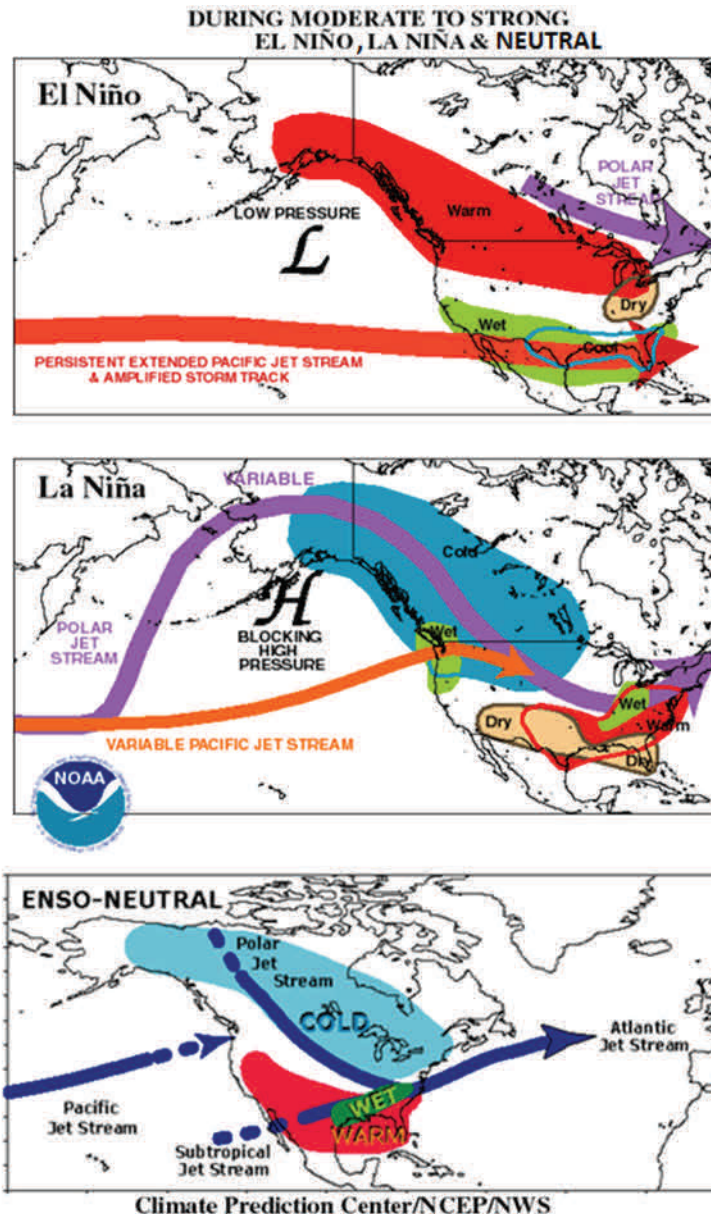 DURING MODERATE TO STRONG
EL NIÑO, LA NIÑA & NEUTRAL
El Niño
POLAR
JET
STREAM
LOW PRESSURE
L
Warm
Dry
Wet
Cool
PERSISTENT EXTENDED PACIFIC JET STREAM
& AMPLIFIED STORM TRACK
La Niña
VARIABLE
Cold
H
BLOCKING
HIGH
PRESSURE
POLAR
JET
STREAM
Wet
Wet
Dry
Warm
Dry
VARIABLE PACIFIC JET STREAM
NOAA
ENSO-NEUTRAL
Polar
Jet
Stream
COLD
Atlantic
Jet Stream
Pacific
Jet Stream
WET
WARM
Subtropical
Jet Stream
Climate Prediction Center/NCEP/NWS